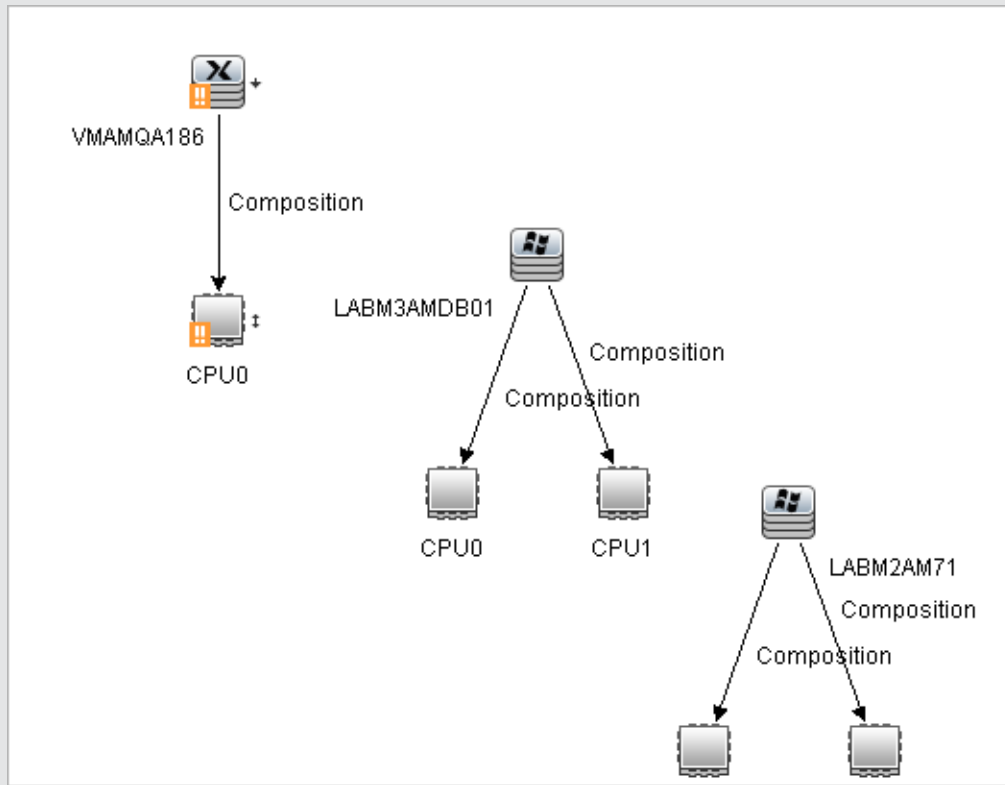 VMAMQA186
Composition
CPU0
LABM3AMDB01
Composition
Composition
CPU0
CPU1
LABM2AM71
Composition
Composition